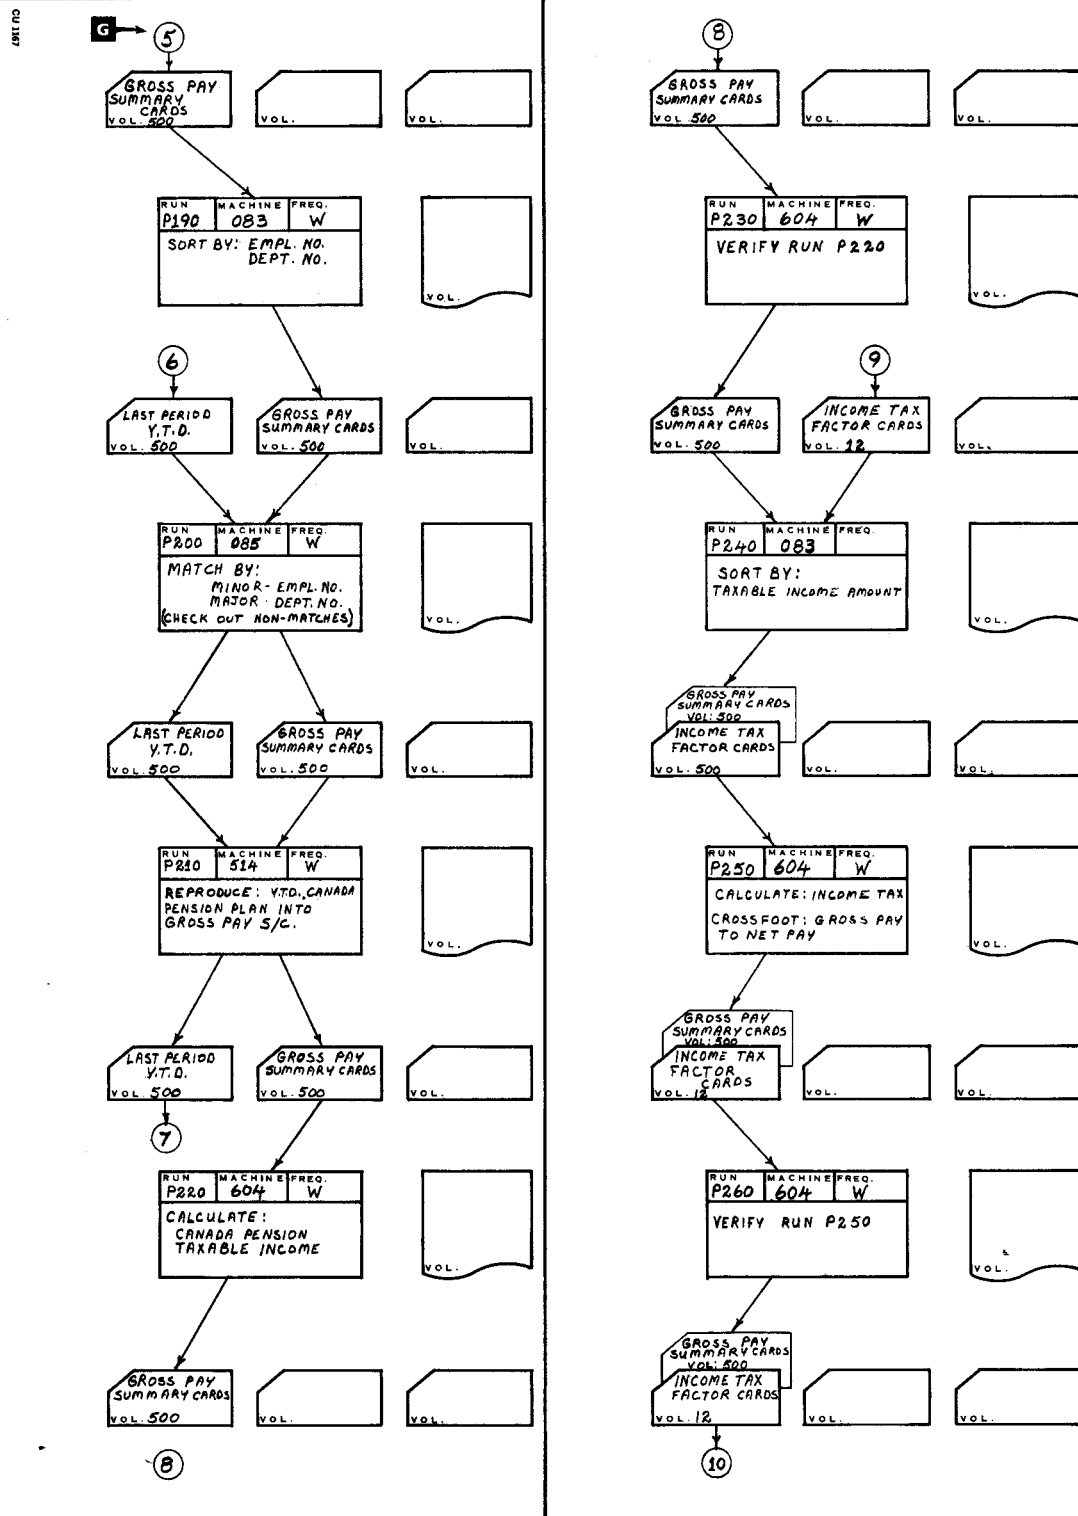 CU 1167
G
5
GROSS PAY
SUMMARY
CARDS
VOL. 500
VOL.
VOL.
RUN MACHINE FREQ.
P190 083 W
SORT BY: EMPL. NO.
DEPT. NO.
VOL.
6
LAST PERIOD
Y.T.D.
VOL. 500
GROSS PAY
SUMMARY CARDS
VOL. 500
VOL.
RUN MACHINE FREQ.
P200 085 W
MATCH BY:
MINOR - EMPL. NO.
MAJOR - DEPT. NO.
(CHECK OUT NON-MATCHES)
VOL.
LAST PERIOD
Y.T.D.
VOL. 500
GROSS PAY
SUMMARY CARDS
VOL. 500
VOL.
RUN MACHINE FREQ.
P210 514 W
REPRODUCE: Y.T.D., CANADA
PENSION PLAN INTO
GROSS PAY S/C.
VOL.
LAST PERIOD
Y.T.D.
VOL. 500
GROSS PAY
SUMMARY CARDS
VOL. 500
VOL.
7
RUN MACHINE FREQ.
P220 604 W
CALCULATE:
CANADA PENSION
TAXABLE INCOME
VOL.
GROSS PAY
SUMMARY CARDS
VOL. 500
VOL.
VOL.
8
8
GROSS PAY
SUMMARY CARDS
VOL. 500
VOL.
VOL.
RUN MACHINE FREQ.
P230 604 W
VERIFY RUN P220
VOL.
9
GROSS PAY
SUMMARY CARDS
VOL. 500
INCOME TAX
FACTOR CARDS
VOL. 12
VOL.
RUN MACHINE FREQ.
P240 083
SORT BY:
TAXABLE INCOME AMOUNT
VOL.
GROSS PAY
SUMMARY CARDS
VOL: 500
INCOME TAX
FACTOR CARDS
VOL. 500
VOL.
VOL.
RUN MACHINE FREQ.
P250 604 W
CALCULATE: INCOME TAX
CROSSFOOT: GROSS PAY
TO NET PAY
VOL.
GROSS PAY
SUMMARY CARDS
VOL: 500
INCOME TAX
FACTOR
CARDS
VOL. 12
VOL.
VOL.
RUN MACHINE FREQ.
P260 604 W
VERIFY RUN P250
VOL.
GROSS PAY
SUMMARY CARDS
VOL: 500
INCOME TAX
FACTOR CARDS
VOL. 12
VOL.
VOL.
10